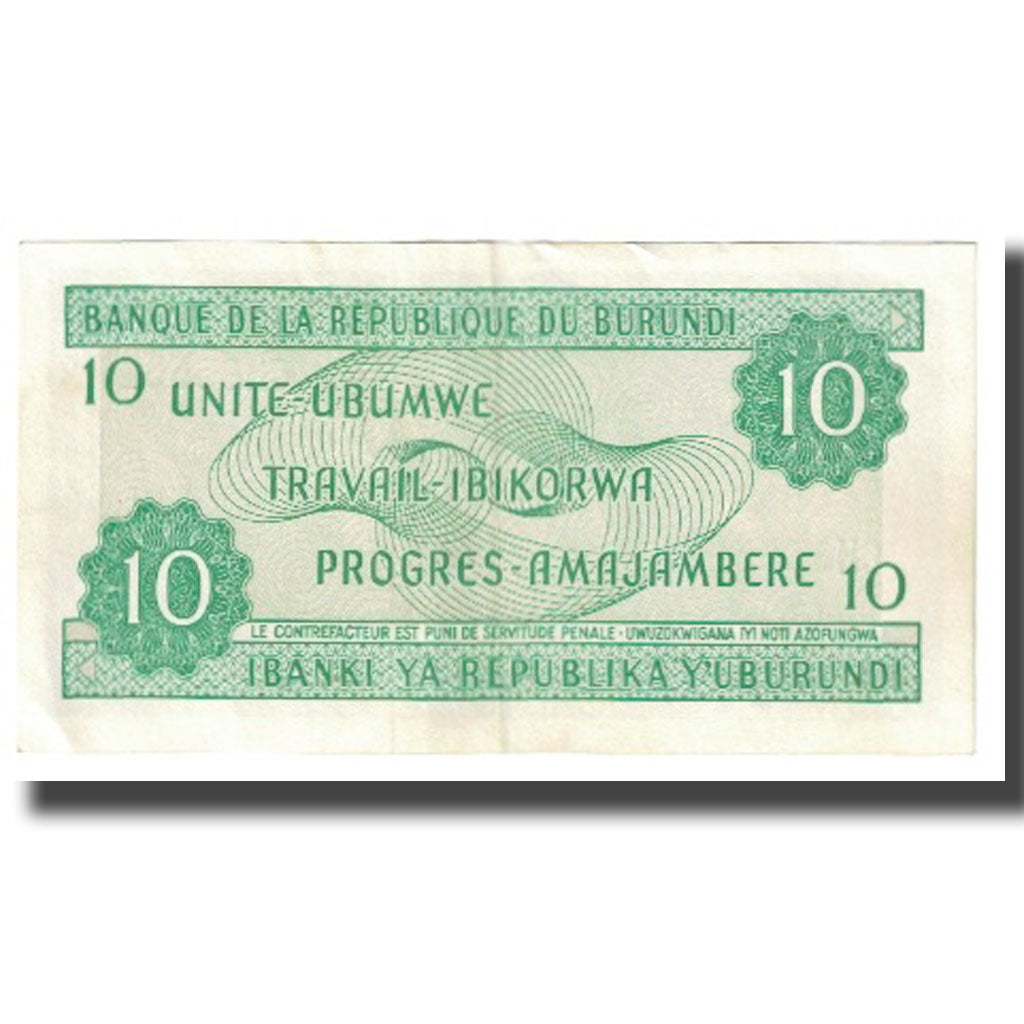 BANQUE DE LA REPUBLIQUE DU BURUNDI
10
10
UNITE-UBUMWE
TRAVAIL-IBIKORWA
PROGRES-AMAJAMBERE
10
10
LE CONTREFACTEUR EST PUNI DE SERVITUDE PENALE - UWUZOKWIGANA IYI NOTI AZOFUNGWA
IBANKI YA REPUBLIKA Y'UBURUNDI